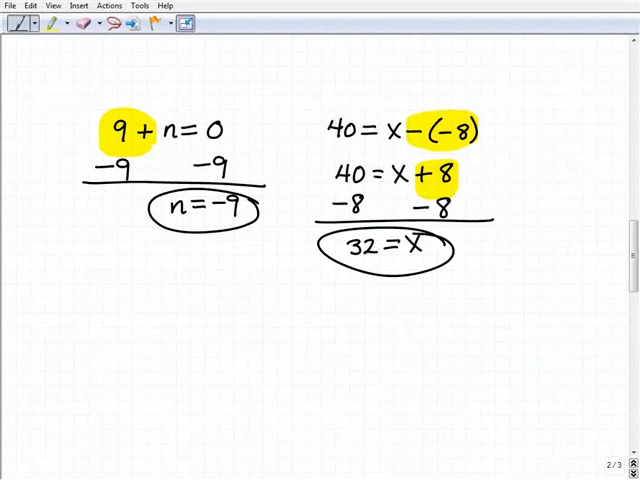 File Edit View Insert Actions Tools Help
9 + n = 0
-9 -9
n = -9
40 = x - (-8)
40 = x + 8
-8 -8
32 = x
2/3